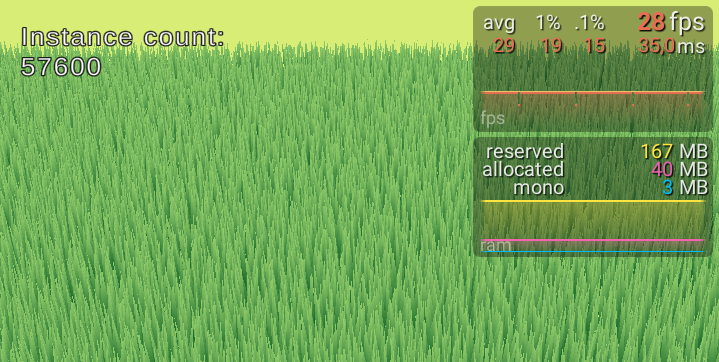 Instance count:
57600
avg 1% .1% 28 fps
29 19 15 35,0 ms
fps
reserved 167 MB
allocated 40 MB
mono 3 MB
ram